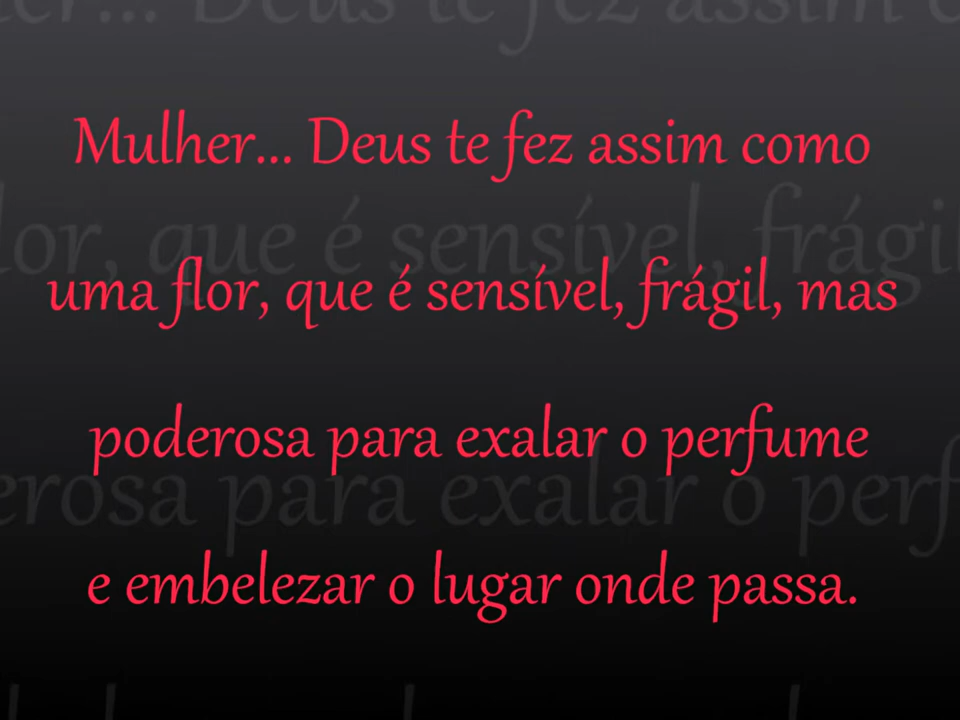 Mulher... Deus te fez assim como
uma flor, que é sensível, frágil, mas
poderosa para exalar o perfume
e embelezar o lugar onde passa.